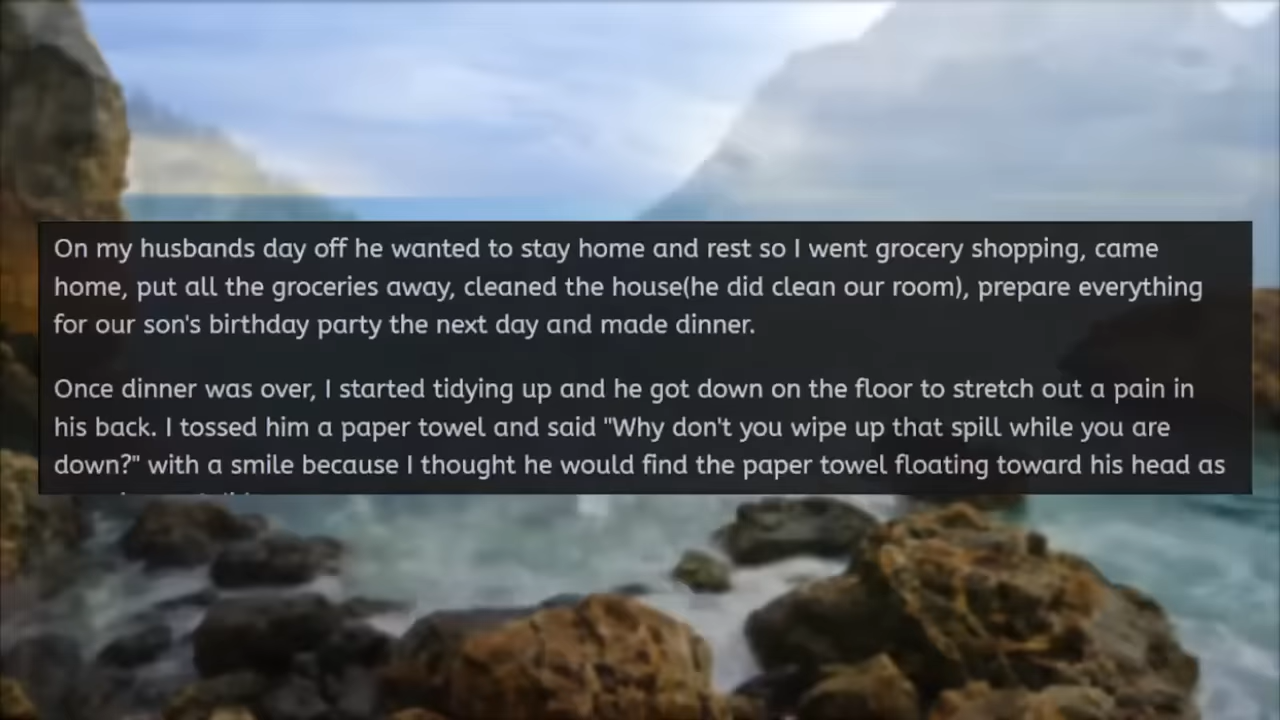 On my husbands day off he wanted to stay home and rest so I went grocery shopping, came
home, put all the groceries away, cleaned the house(he did clean our room), prepare everything
for our son's birthday party the next day and made dinner.
Once dinner was over, I started tidying up and he got down on the floor to stretch out a pain in
his back. I tossed him a paper towel and said "Why don't you wipe up that spill while you are
down?" with a smile because I thought he would find the paper towel floating toward his head as